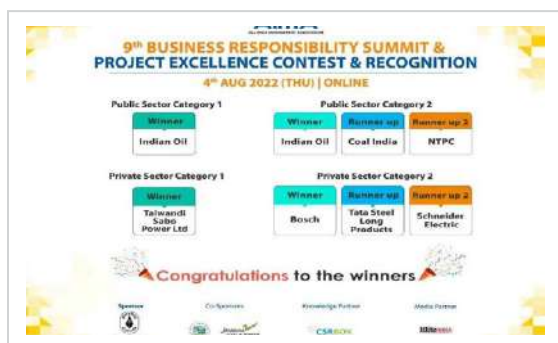 9th BUSINESS RESPONSIBILITY SUMMIT &
PROJECT EXCELLENCE CONTEST & RECOGNITION
4th AUG 2022 (THU) | ONLINE
Public Sector Category 1
Winner
Indian Oil
Public Sector Category 2
Winner
Indian Oil
Runner up
Coal India
Runner up 2
NTPC
Private Sector Category 1
Winner
Talwandi
Sabo
Power Ltd
Private Sector Category 2
Winner
Bosch
Runner up
Tata Steel
Long
Products
Runner up 2
Schneider
Electric
Congratulations to the winners
Sponsor
Co-Sponsors
Knowledge Partner
Media Partner
CSRBOX